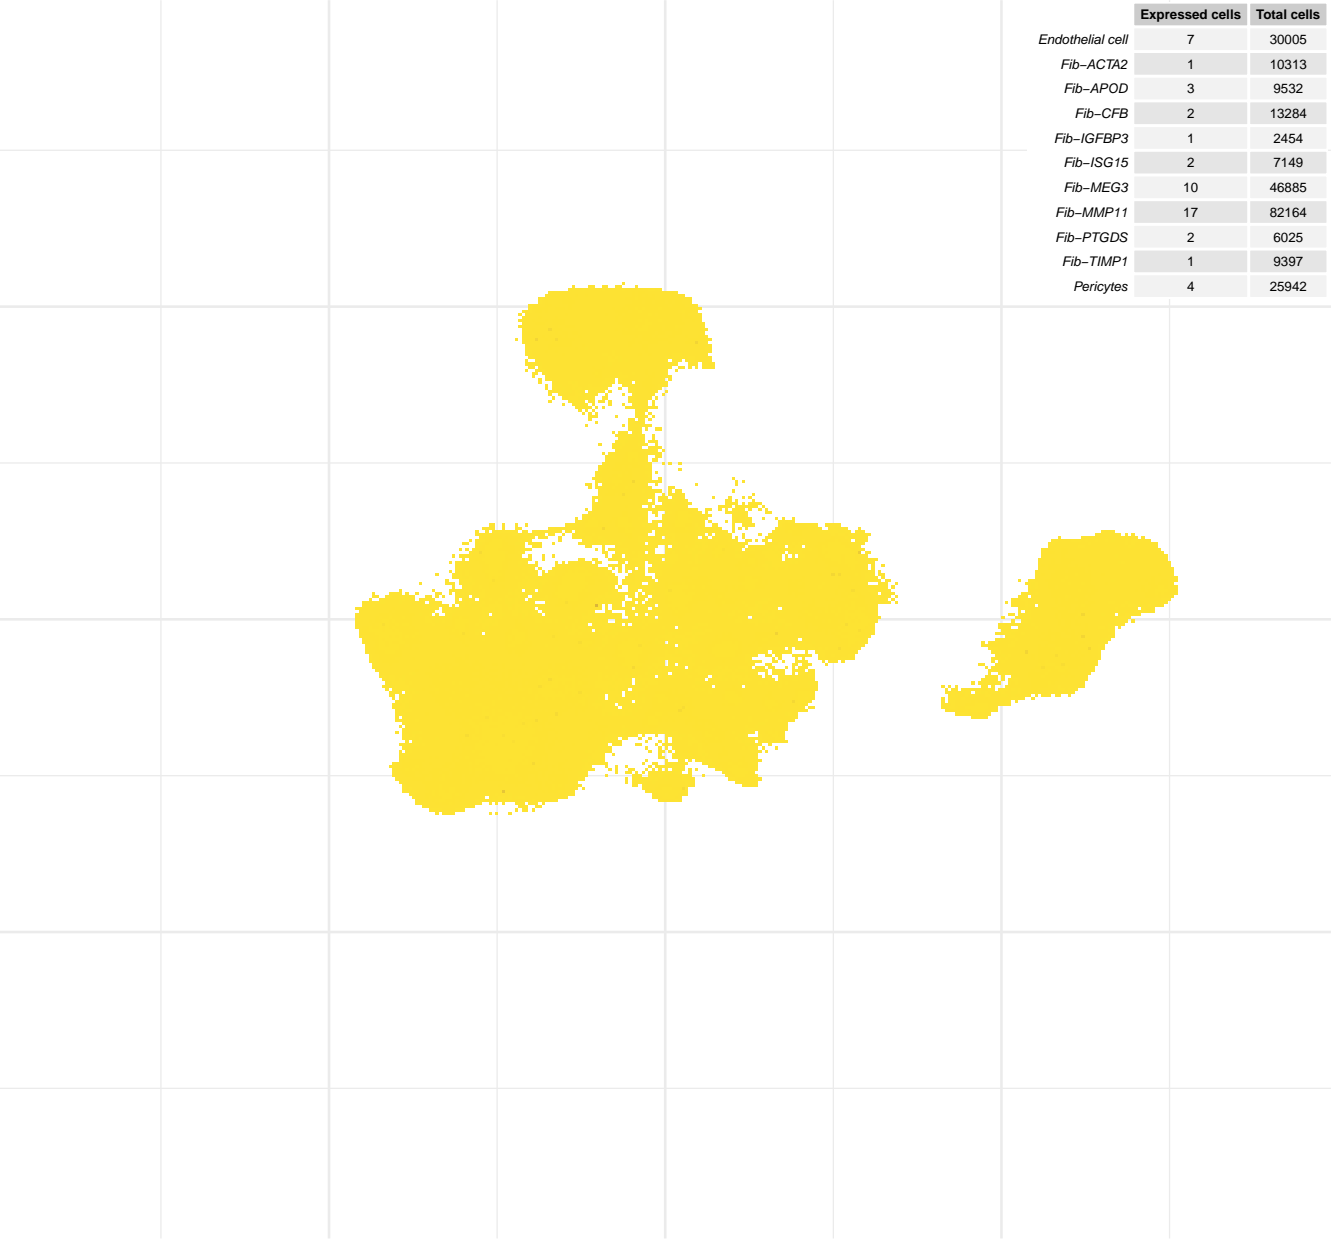 Expressed cells Total cells
Endothelial cell 7 30005
Fib−ACTA2 1 10313
Fib−APOD 3 9532
Fib−CFB 2 13284
Fib−IGFBP3 1 2454
Fib−ISG15 2 7149
Fib−MEG3 10 46885
Fib−MMP11 17 82164
Fib−PTGDS 2 6025
Fib−TIMP1 1 9397
Pericytes 4 25942